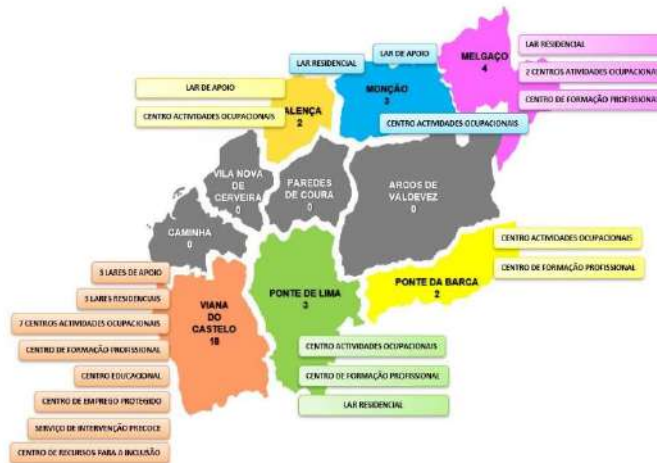 LAR RESIDENCIAL
LAR DE APOIO
MELGAÇO
4
LAR RESIDENCIAL
2 CENTROS ATIVIDADES OCUPACIONAIS
CENTRO DE FORMAÇÃO PROFISSIONAL
LAR DE APOIO
CENTRO ACTIVIDADES OCUPACIONAIS
ALENÇA
2
MONÇÃO
3
CENTRO ACTIVIDADES OCUPACIONAIS
VILA NOVA
DE
CERVEIRA
0
PAREDES
DE COURA
0
ARCOS DE
VALDEVEZ
0
CAMINHA
0
CENTRO ACTIVIDADES OCUPACIONAIS
CENTRO DE FORMAÇÃO PROFISSIONAL
PONTE DA BARCA
2
3 LARES DE APOIO
3 LARES RESIDENCIAIS
7 CENTROS ACTIVIDADES OCUPACIONAIS
CENTRO DE FORMAÇÃO PROFISSIONAL
CENTRO EDUCACIONAL
CENTRO DE EMPREGO PROTEGIDO
SERVIÇO DE INTERVENÇÃO PRECOCE
CENTRO DE RECURSOS PARA O INCLUSÃO
VIANA
DO
CASTELO
18
PONTE DE LIMA
3
CENTRO ACTIVIDADES OCUPACIONAIS
CENTRO DE FORMAÇÃO PROFISSIONAL
LAR RESIDENCIAL